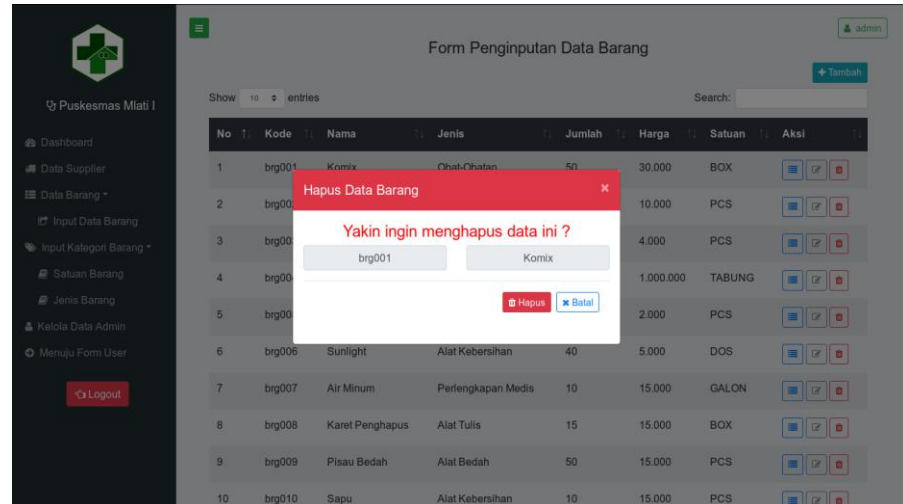 admin
Form Penginputan Data Barang
+ Tambah
Puskesmas Mlati I
Show 10 entries Search:
No Kode Nama Jenis Jumlah Harga Satuan Aksi
Dashboard
Data Supplier
Data Barang
Input Data Barang
Input Kategori Barang
Satuan Barang
Jenis Barang
Kelola Data Admin
Menuju Form User
Logout
1 brg001 Komix Obat-Obatan 50 30.000 BOX
Hapus Data Barang ×
Yakin ingin menghapus data ini ?
brg001 Komix
Hapus Batal
2 10.000 PCS
3 4.000 PCS
4 1.000.000 TABUNG
5 2.000 PCS
6 brg006 Sunlight Alat Kebersihan 40 5.000 DOS
7 brg007 Air Minum Perlengkapan Medis 10 15.000 GALON
8 brg008 Karet Penghapus Alat Tulis 15 15.000 BOX
9 brg009 Pisau Bedah Alat Bedah 50 15.000 PCS
10 brg010 Sapu Alat Kebersihan 10 15.000 PCS